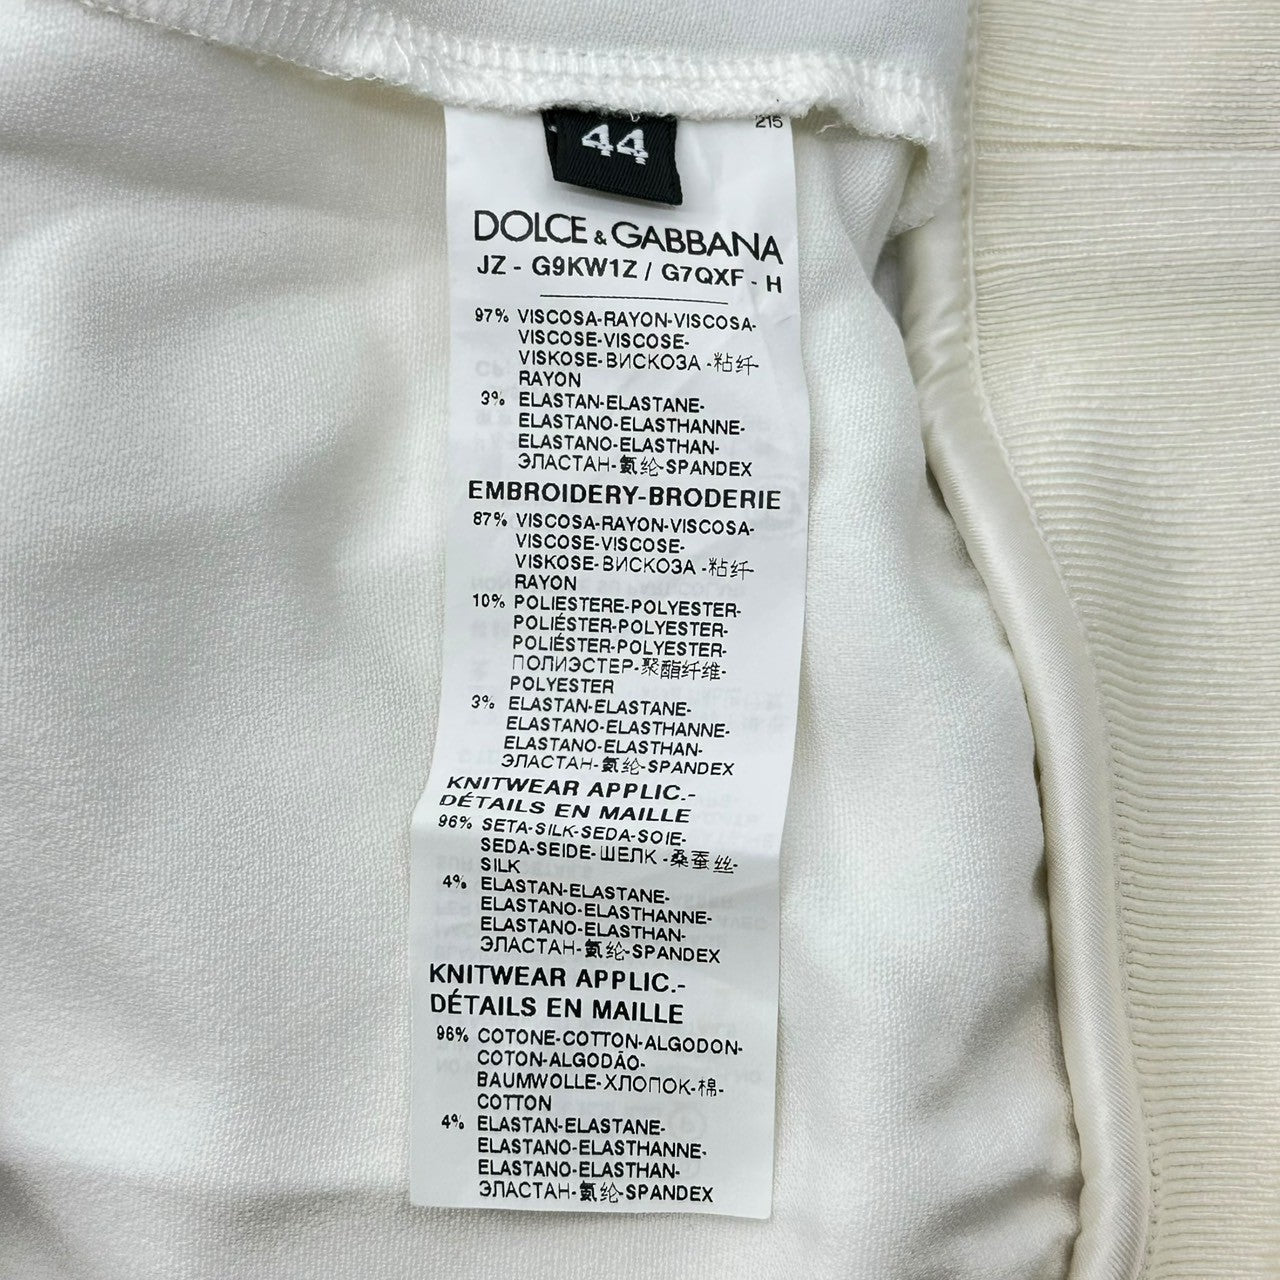 44
215
DOLCE & GABBANA
JZ - G9KW1Z / G7QXF - H
97% VISCOSA-RAYON-VISCOSA-
VISCOSE-VISCOSE-
VISKOSE-ВИСКОЗА -粘纤-
RAYON
3% ELASTAN-ELASTANE-
ELASTANO-ELASTHANNE-
ELASTANO-ELASTHAN-
ЭЛАСТАН-氨纶-SPANDEX
EMBROIDERY-BRODERIE
87% VISCOSA-RAYON-VISCOSA-
VISCOSE-VISCOSE-
VISKOSE-ВИСКОЗА -粘纤-
RAYON
10% POLIESTERE-POLYESTER-
POLIÉSTER-POLYESTER-
POLIÉSTER-POLYESTER-
ПОЛИЭСТЕР-聚酯纤维-
POLYESTER
3% ELASTAN-ELASTANE-
ELASTANO-ELASTHANNE-
ELASTANO-ELASTHAN-
ЭЛАСТАН-氨纶-SPANDEX
KNITWEAR APPLIC.-
DÉTAILS EN MAILLE
96% SETA-SILK-SEDA-SOIE-
SEDA-SEIDE-ШЕЛК -桑蚕丝-
SILK
4% ELASTAN-ELASTANE-
ELASTANO-ELASTHANNE-
ELASTANO-ELASTHAN-
ЭЛАСТАН-氨纶-SPANDEX
KNITWEAR APPLIC.-
DÉTAILS EN MAILLE
96% COTONE-COTTON-ALGODON-
COTON-ALGODÃO-
BAUMWOLLE-ХЛОПОК-棉-
COTTON
4% ELASTAN-ELASTANE-
ELASTANO-ELASTHANNE-
ELASTANO-ELASTHAN-
ЭЛАСТАН-氨纶-SPANDEX